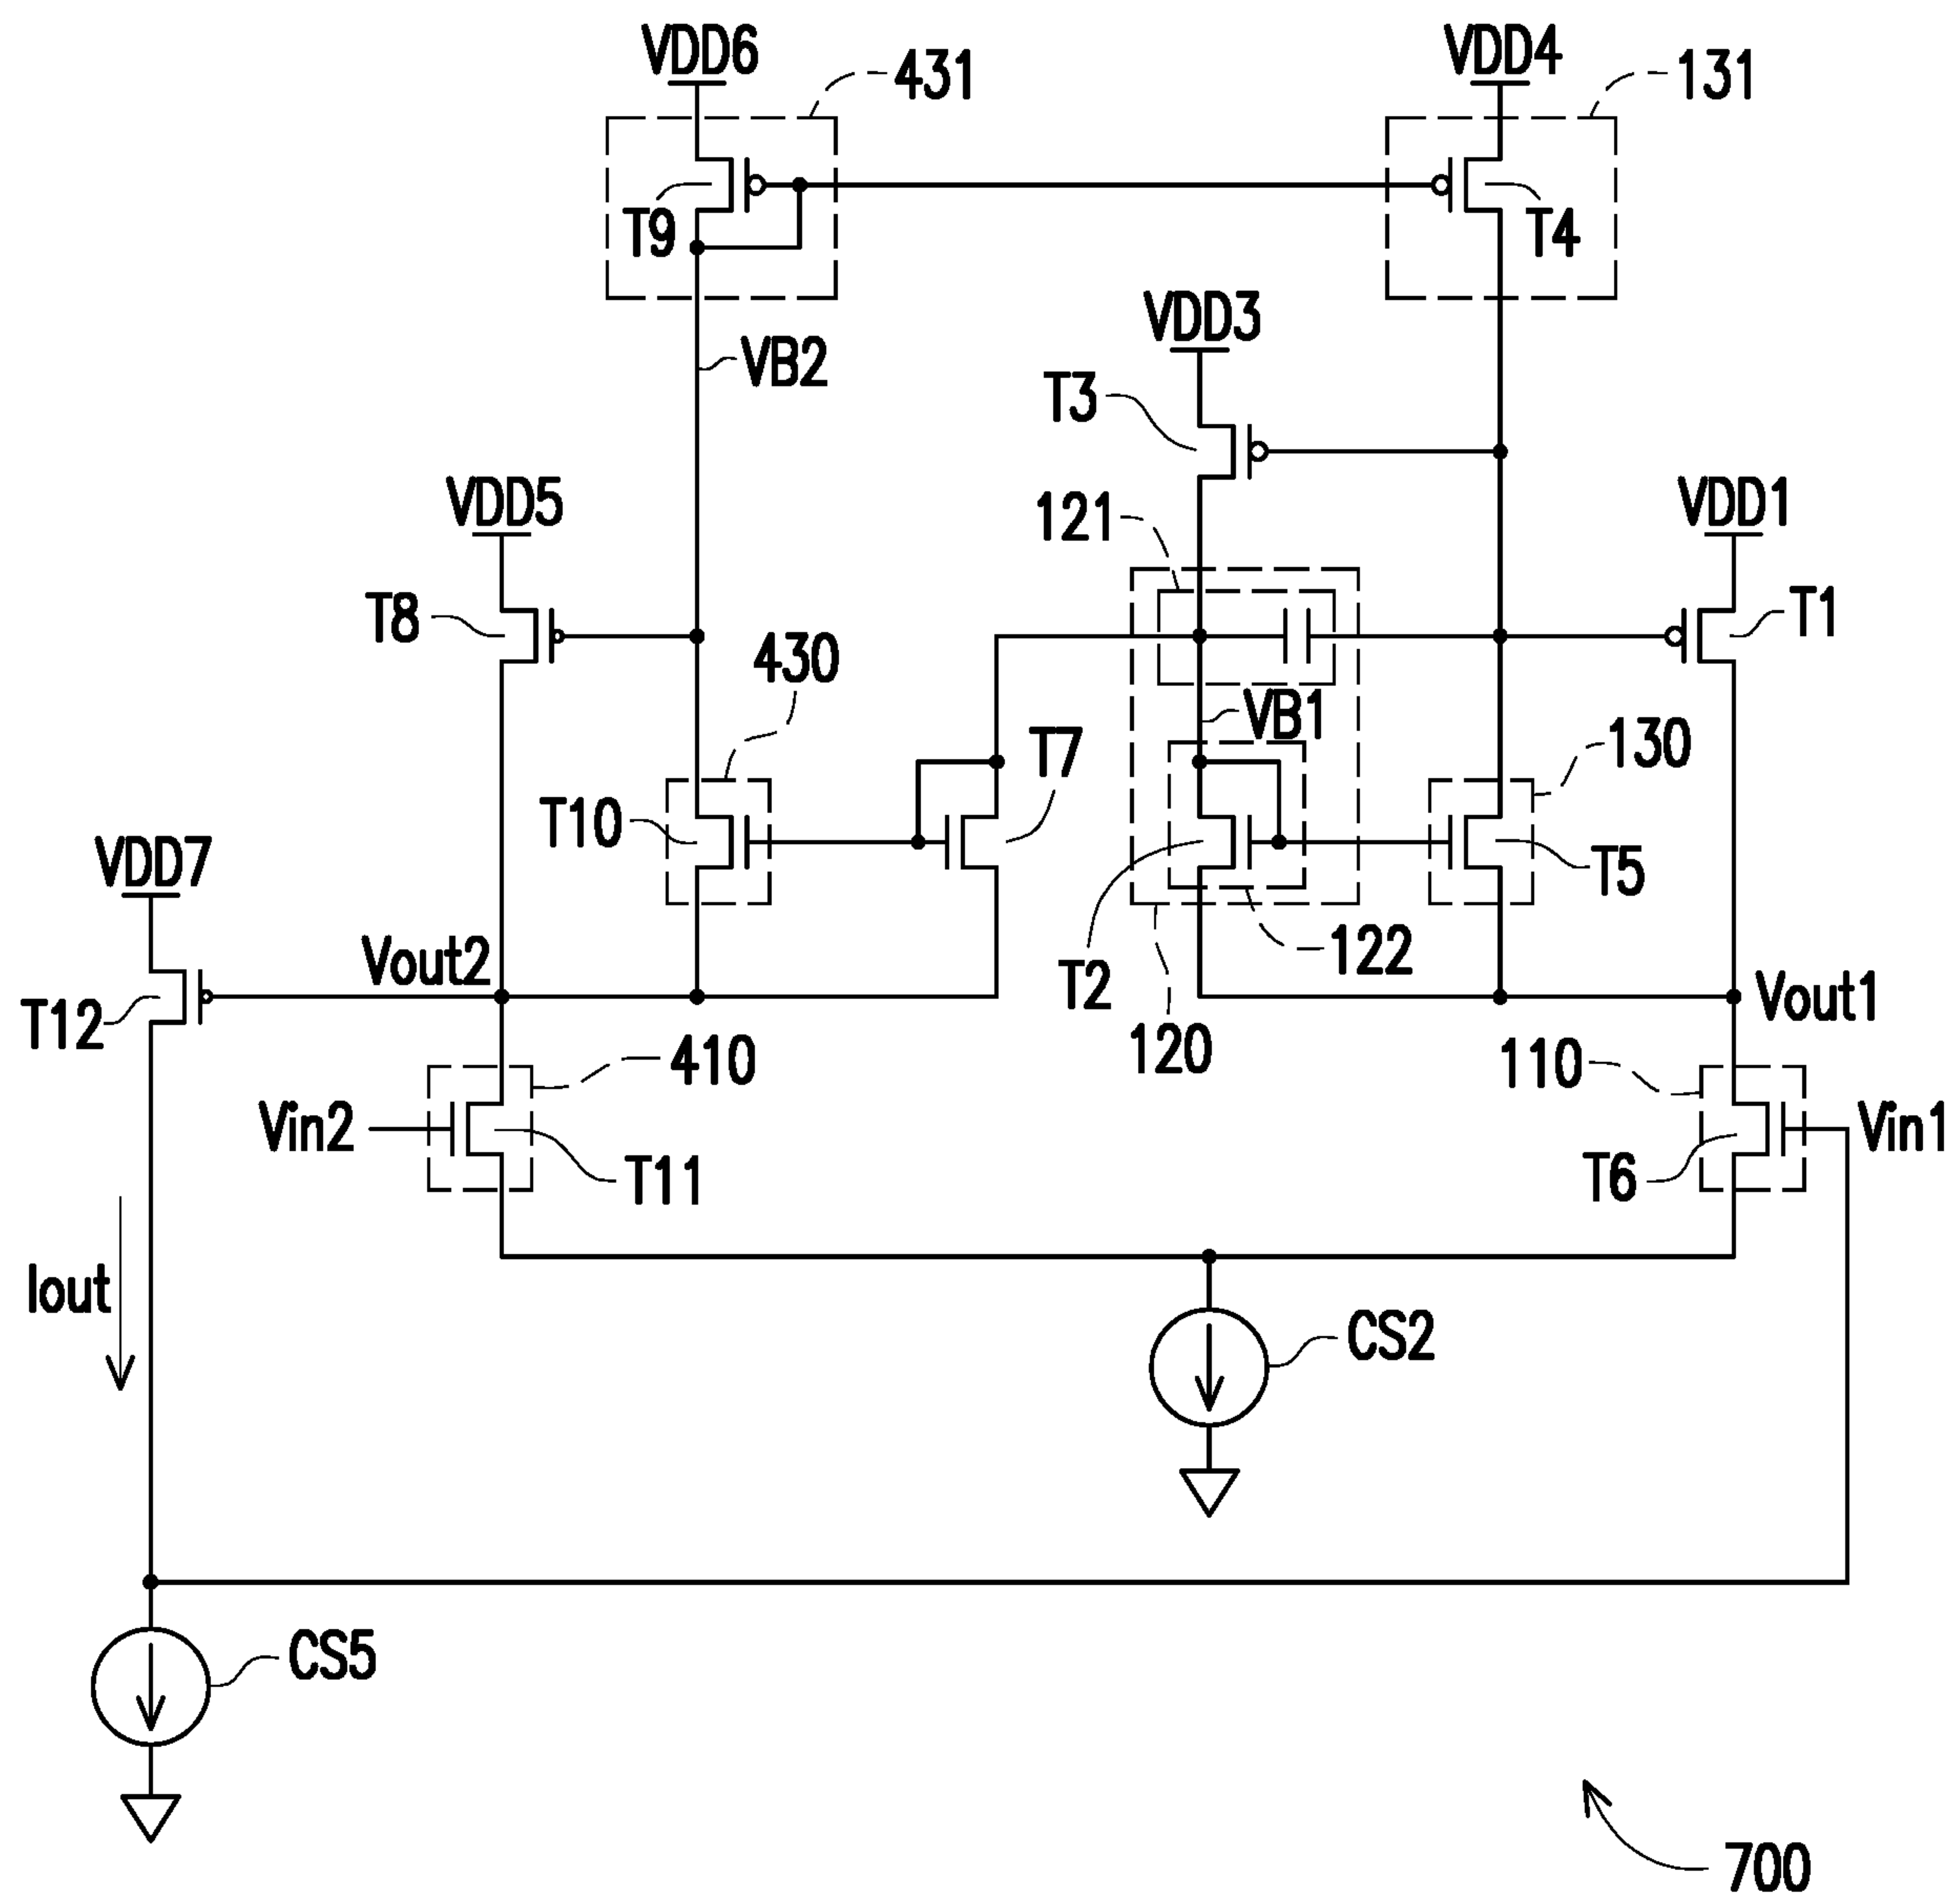 VDD6
431
VDD4
131
T9
T4
VDD3
VB2
T3
VDD5
121
VDD1
T8
T1
430
VB1
T7
130
T10
VDD7
T5
Vout2
122
T2
Vout1
T12
120
410
110
Vin2
Vin1
T11
T6
Iout
CS2
CS5
700